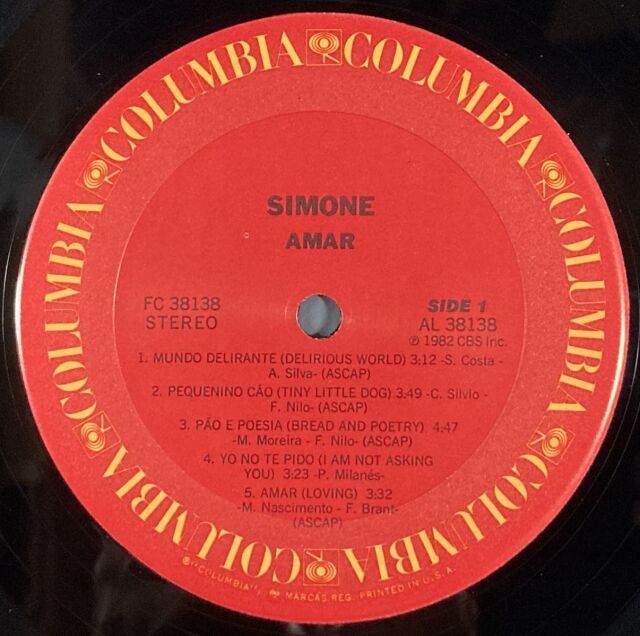 COLUMBIA COLUMBIA COLUMBIA COLUMBIA COLUMBIA COLUMBIA COLUMBIA COLUMBIA
SIMONE
AMAR
FC 38138
STEREO
SIDE 1
AL 38138
℗ 1982 CBS Inc.
1. MUNDO DELIRANTE (DELIRIOUS WORLD) 3:12 -S. Costa -
A. Silva- (ASCAP)
2. PEQUENINO CÃO (TINY LITTLE DOG) 3:49 -C. Silvio -
F. Nilo- (ASCAP)
3. PÃO E POESIA (BREAD AND POETRY) 4:47
-M. Moreira - F. Nilo- (ASCAP)
4. YO NO TE PIDO (I AM NOT ASKING
YOU) 3:23 -P. Milanés-
5. AMAR (LOVING) 3:32
-M. Nascimento - F. Brant-
(ASCAP)
®"COLUMBIA", MARCAS REG. PRINTED IN U.S.A.